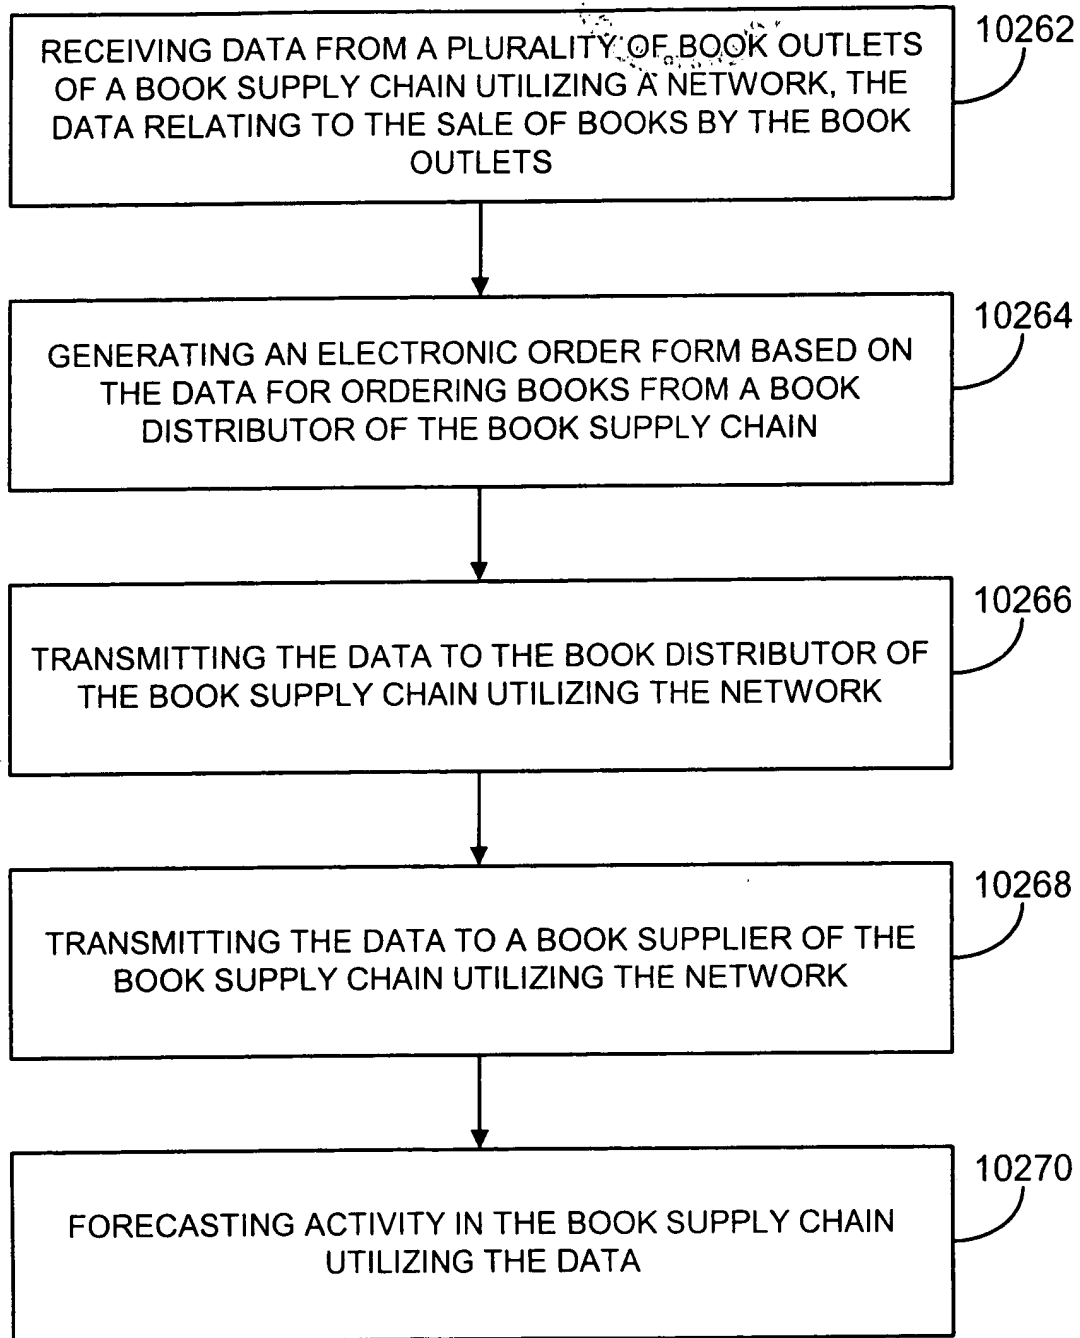 RECEIVING DATA FROM A PLURALITY OF BOOK OUTLETS
OF A BOOK SUPPLY CHAIN UTILIZING A NETWORK, THE
DATA RELATING TO THE SALE OF BOOKS BY THE BOOK
OUTLETS
10262
GENERATING AN ELECTRONIC ORDER FORM BASED ON
THE DATA FOR ORDERING BOOKS FROM A BOOK
DISTRIBUTOR OF THE BOOK SUPPLY CHAIN
10264
TRANSMITTING THE DATA TO THE BOOK DISTRIBUTOR OF
THE BOOK SUPPLY CHAIN UTILIZING THE NETWORK
10266
TRANSMITTING THE DATA TO A BOOK SUPPLIER OF THE
BOOK SUPPLY CHAIN UTILIZING THE NETWORK
10268
FORECASTING ACTIVITY IN THE BOOK SUPPLY CHAIN
UTILIZING THE DATA
10270